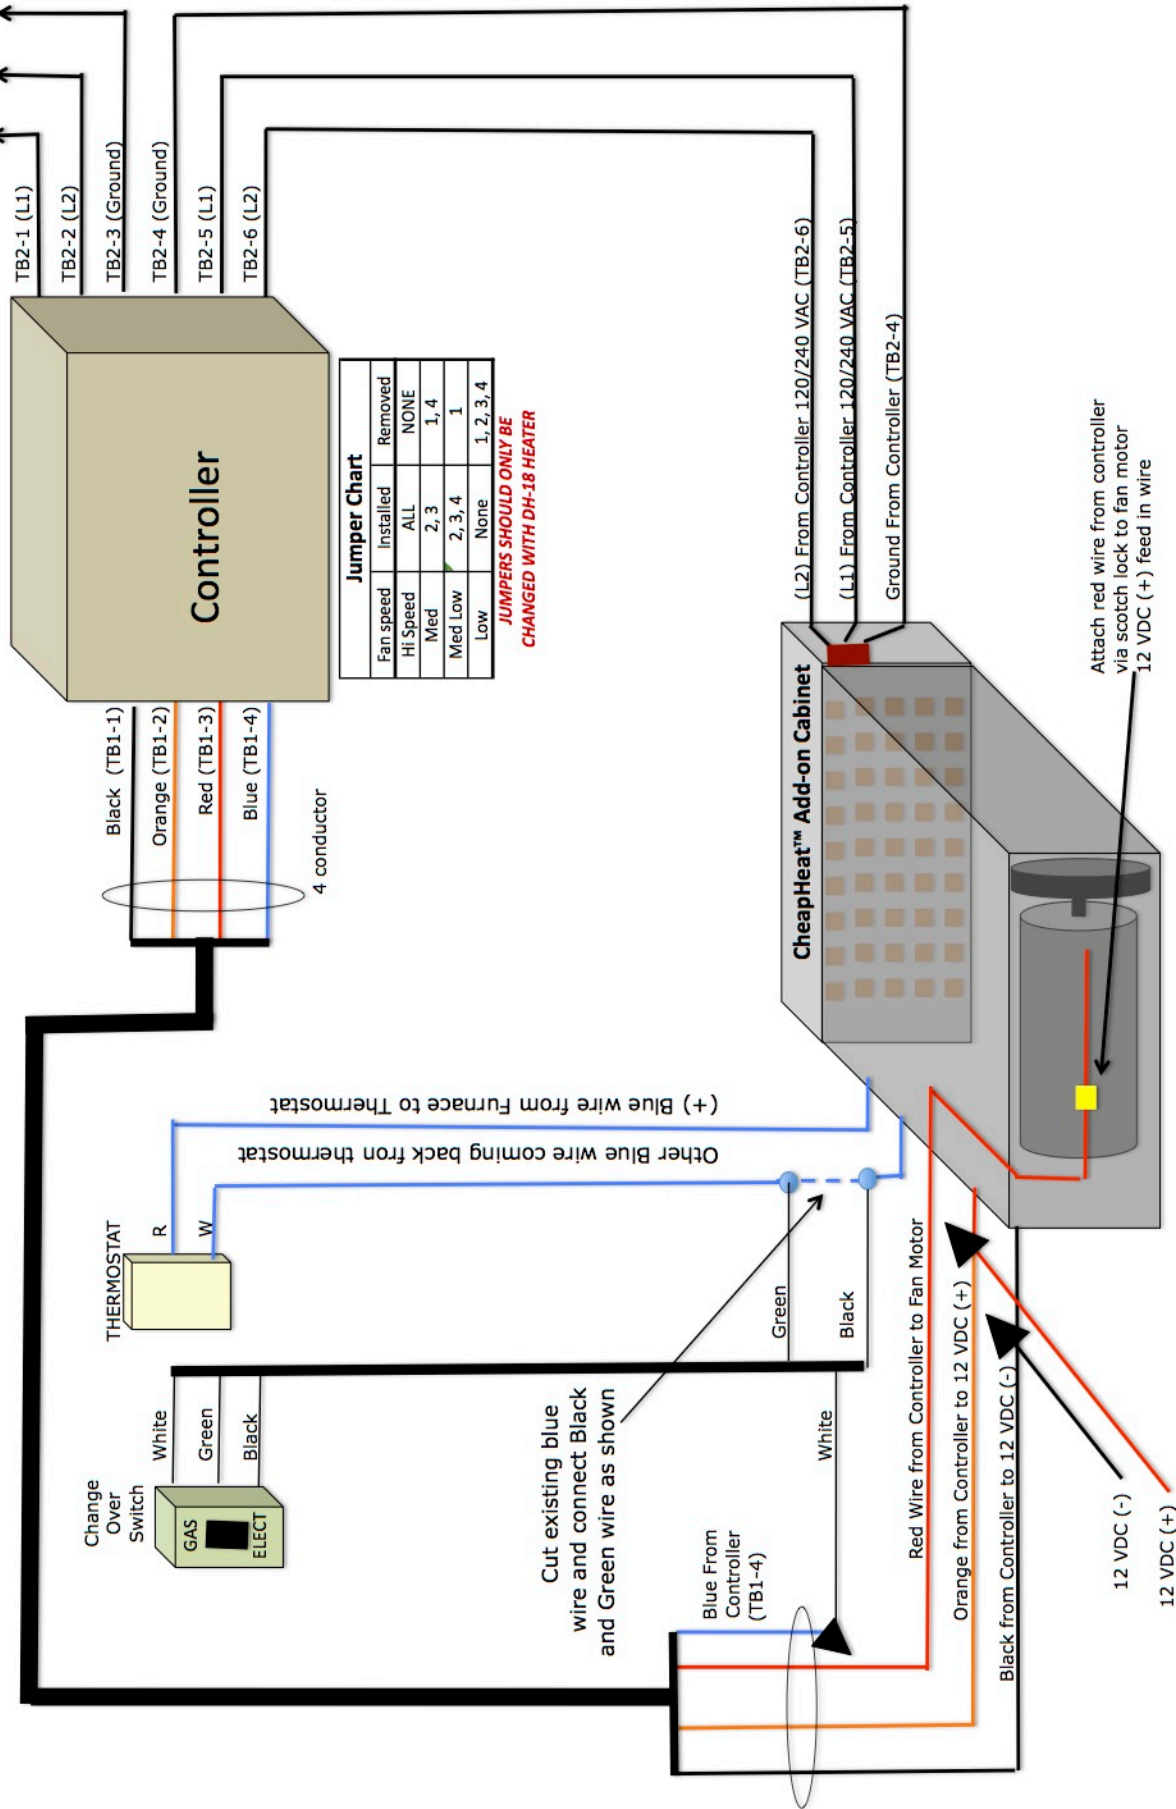 TB2-1 (L1)
TB2-2 (L2)
TB2-3 (Ground)
TB2-4 (Ground)
TB2-5 (L1)
TB2-6 (L2)
Controller
Black (TB1-1)
Orange (TB1-2)
Red (TB1-3)
Blue (TB1-4)
4 conductor
Jumper Chart
Fan speed Installed Removed
Hi Speed ALL NONE
Med 2, 3 1, 4
Med Low 2, 3, 4 1
Low None 1, 2, 3, 4
JUMPERS SHOULD ONLY BE
CHANGED WITH DH-18 HEATER
(L2) From Controller 120/240 VAC (TB2-6)
(L1) From Controller 120/240 VAC (TB2-5)
Ground From Controller (TB2-4)
CheapHeat™ Add-on Cabinet
Attach red wire from controller
via scotch lock to fan motor
12 VDC (+) feed in wire
(+) Blue wire from Furnace to Thermostat
Other Blue wire coming back fron thermostat
THERMOSTAT
R
W
Change
Over
Switch
GAS
ELECT
White
Green
Black
Green
Black
White
Cut existing blue
wire and connect Black
and Green wire as shown
Blue From
Controller
(TB1-4)
Red Wire from Controller to Fan Motor
Orange from Controller to 12 VDC (+)
Black from Controller to 12 VDC (-)
12 VDC (-)
12 VDC (+)